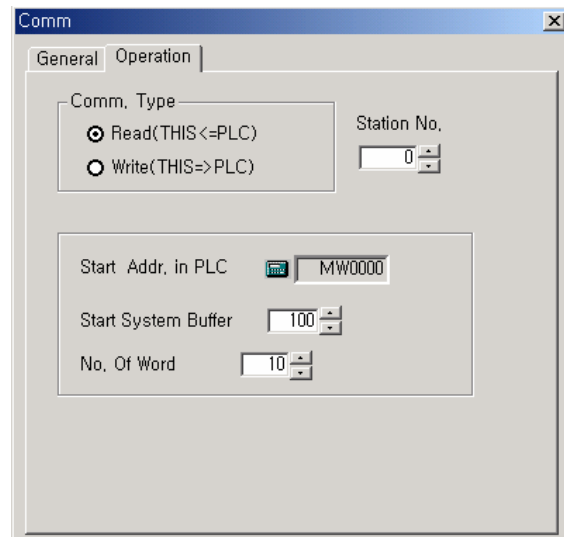 Comm
General Operation
Comm, Type
Read(THIS<=PLC)
Write(THIS=>PLC)
Station No,
0
Start Addr, in PLC MW0000
Start System Buffer 100
No, Of Word 10